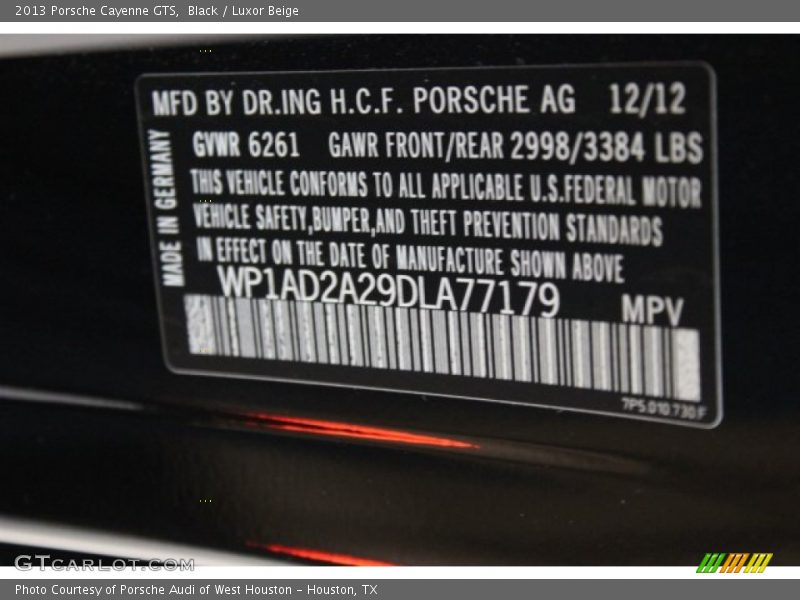 2013 Porsche Cayenne GTS, Black / Luxor Beige
MFD BY DR.ING H.C.F. PORSCHE AG 12/12
GVWR 6261 GAWR FRONT/REAR 2998/3384 LBS
THIS VEHICLE CONFORMS TO ALL APPLICABLE U.S.FEDERAL MOTOR
VEHICLE SAFETY,BUMPER,AND THEFT PREVENTION STANDARDS
IN EFFECT ON THE DATE OF MANUFACTURE SHOWN ABOVE
WP1AD2A29DLA77179 MPV
MADE IN GERMANY
7P5.010.730.F
GTCARLOT.COM
Photo Courtesy of Porsche Audi of West Houston - Houston, TX